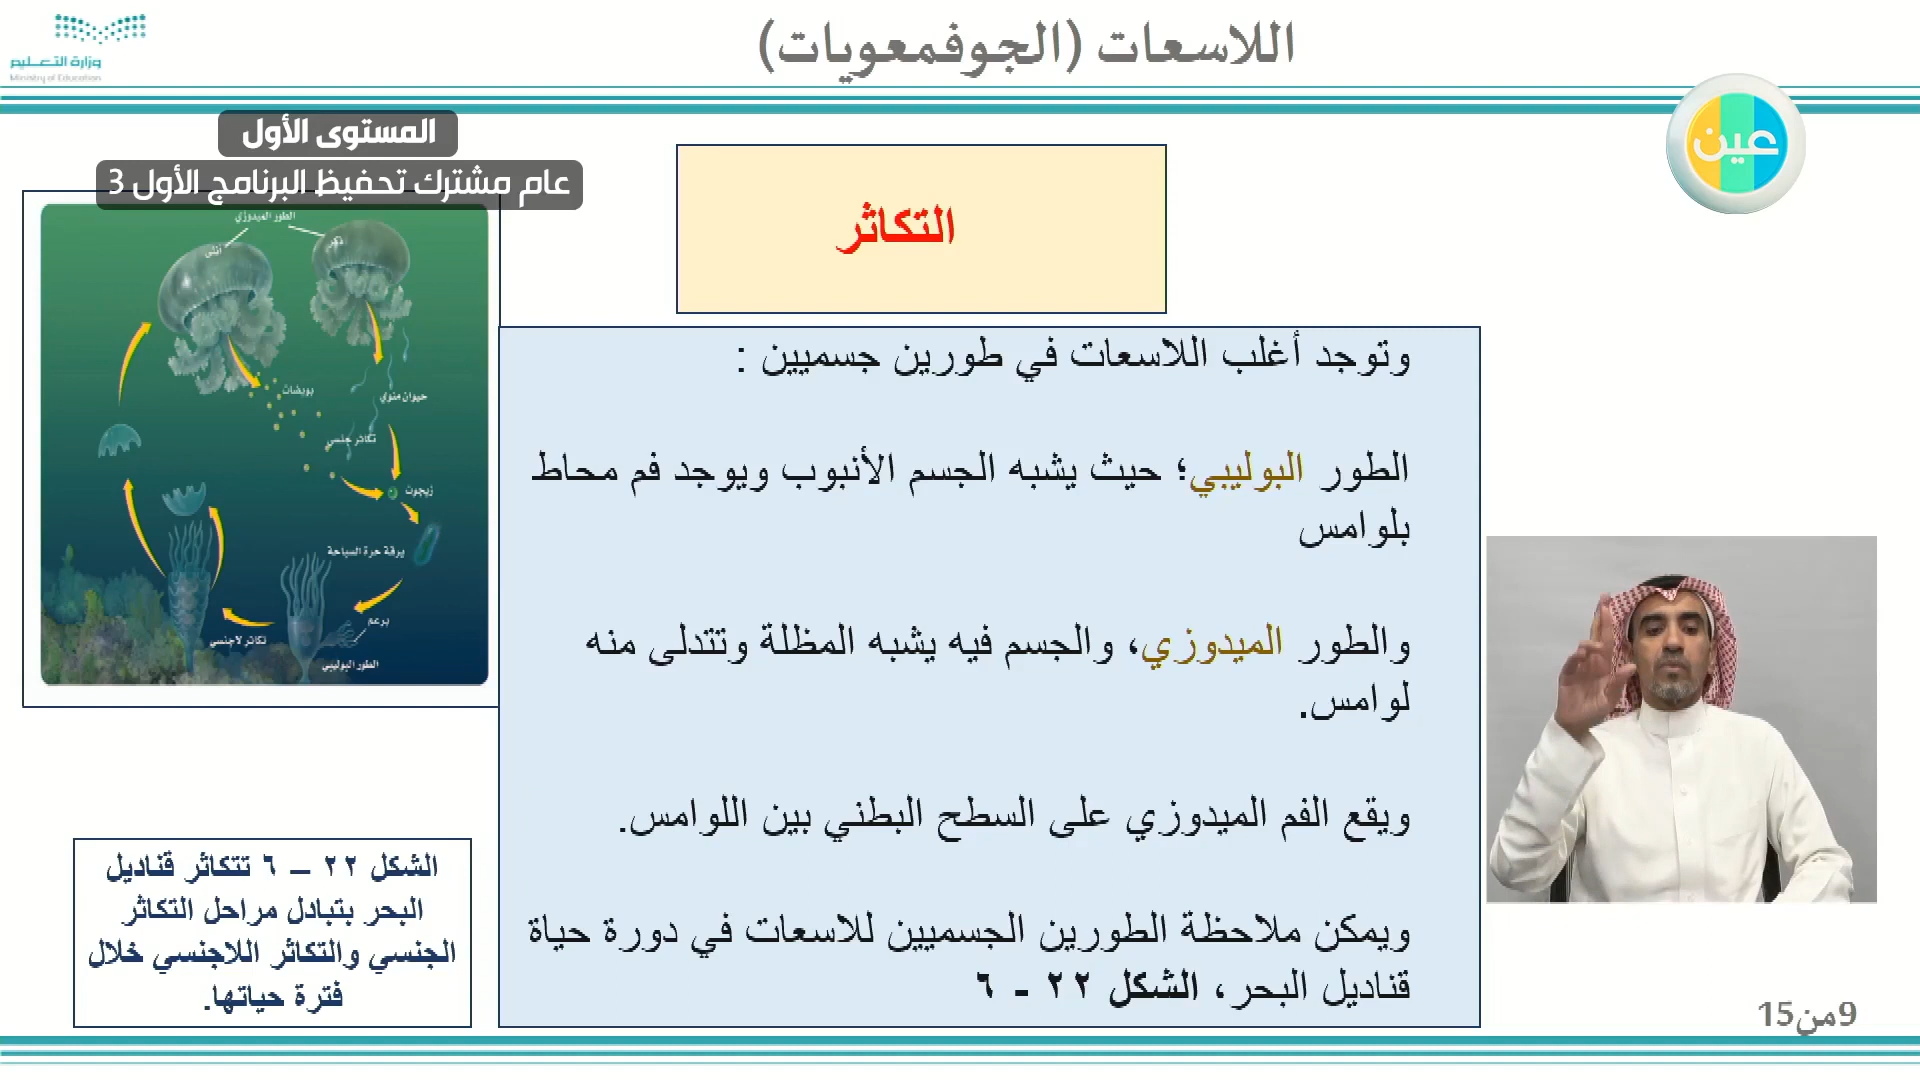 اللاسعات (الجوفمعويات)
وزارة التعليم
Ministry of Education
عين
المستوى الأول
عام مشترك تحفيظ البرنامج الأول 3
التكاثر
وتوجد أغلب اللاسعات في طورين جسميين :
الطور البوليبي؛ حيث يشبه الجسم الأنبوب ويوجد فم محاط
بلوامس
والطور الميدوزي، والجسم فيه يشبه المظلة وتتدلى منه
لوامس.
ويقع الفم الميدوزي على السطح البطني بين اللوامس.
ويمكن ملاحظة الطورين الجسميين للاسعات في دورة حياة
قناديل البحر، الشكل ٢٢ - ٦
الطور الميدوزي
ذكر
أنثى
بويضات
حيوان منوي
تكاثر جنسي
زيجوت
يرقة حرة السباحة
برعم
تكاثر لاجنسي
الطور البوليبي
الشكل ٢٢ – ٦ تتكاثر قناديل
البحر بتبادل مراحل التكاثر
الجنسي والتكاثر اللاجنسي خلال
فترة حياتها.
9من15